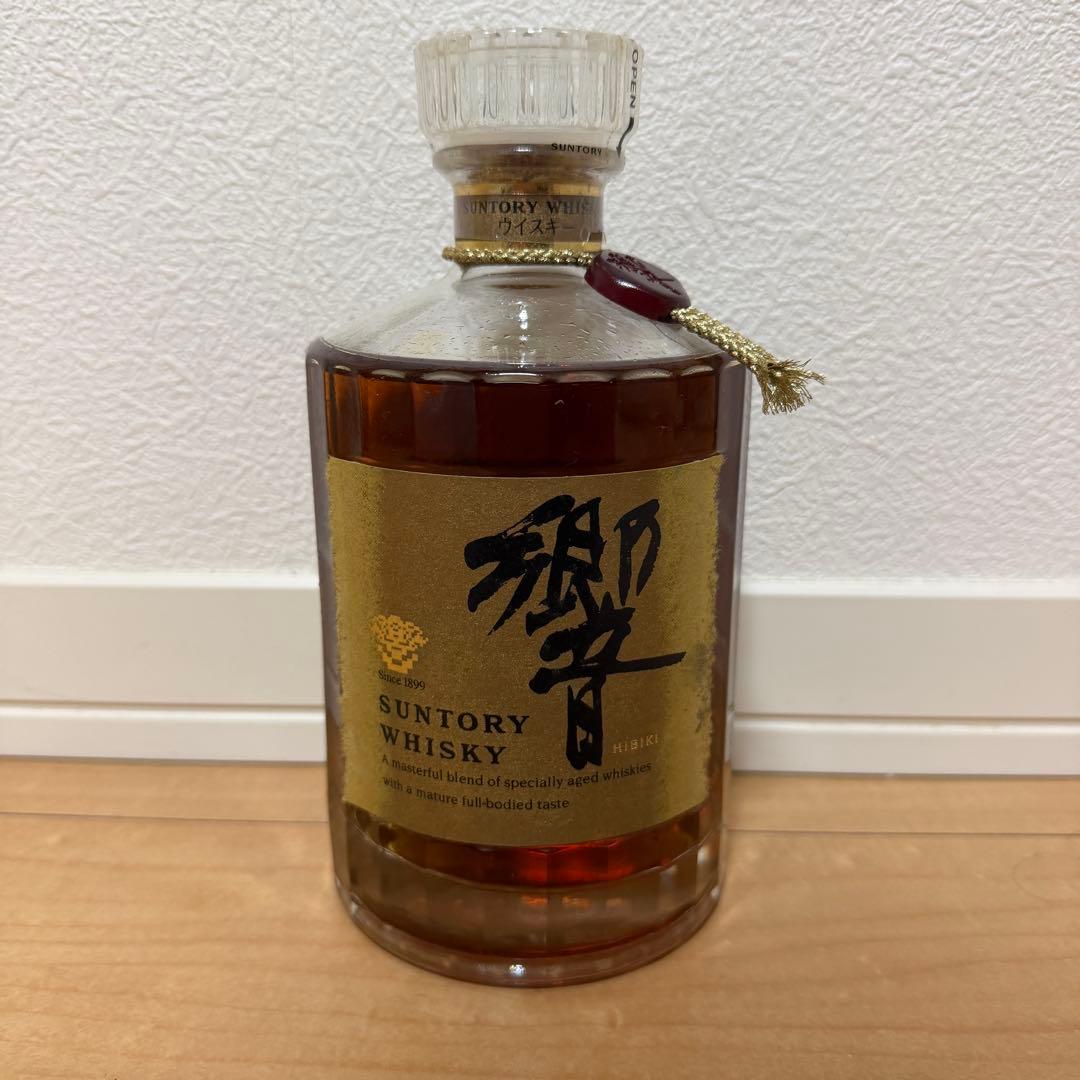 OPEN
SUNTORY
SUNTORY WHIS
ウイスキー
響
Since 1899
SUNTORY
WHISKY
HIBIKI
A masterful blend of specially aged whiskies
with a mature full-bodied taste